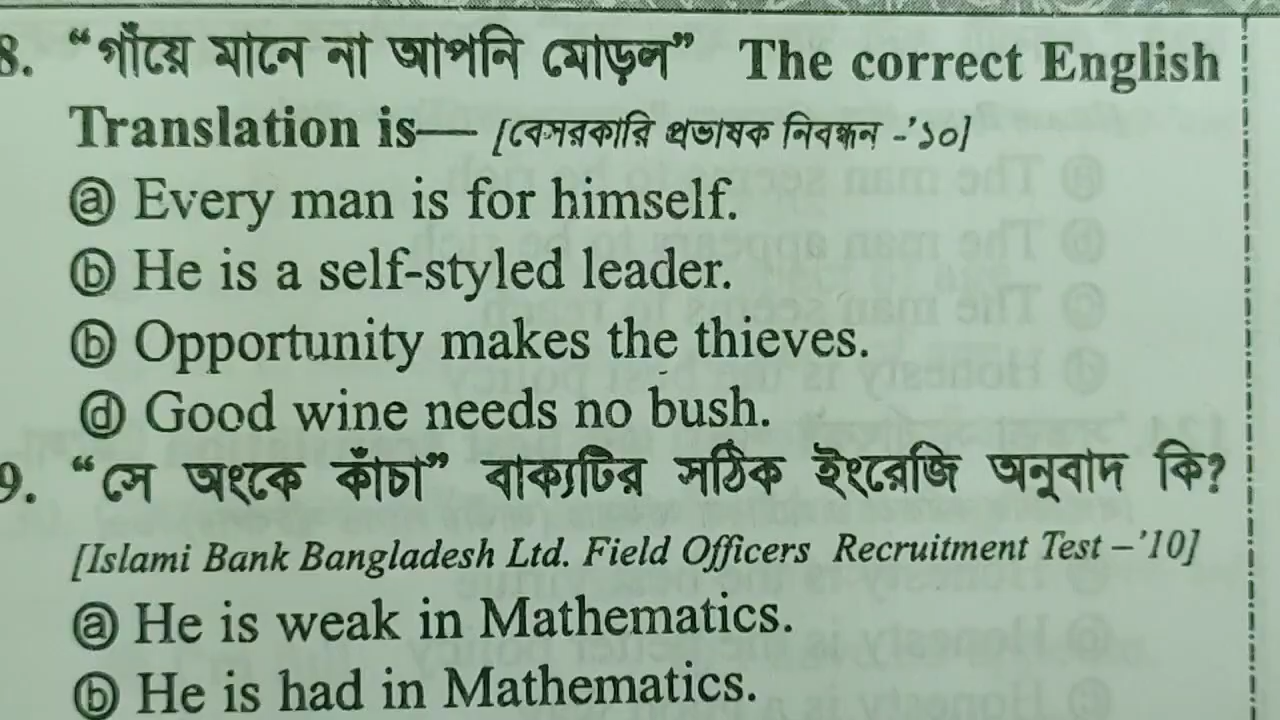 8. “গাঁয়ে মানে না আপনি মোড়ল” The correct English
Translation is— [বেসরকারি প্রভাষক নিবন্ধন -’১০]
ⓐ Every man is for himself.
ⓑ He is a self-styled leader.
ⓑ Opportunity makes the thieves.
ⓓ Good wine needs no bush.
9. “সে অংকে কাঁচা” বাক্যটির সঠিক ইংরেজি অনুবাদ কি?
[Islami Bank Bangladesh Ltd. Field Officers Recruitment Test –’10]
ⓐ He is weak in Mathematics.
ⓑ He is had in Mathematics.